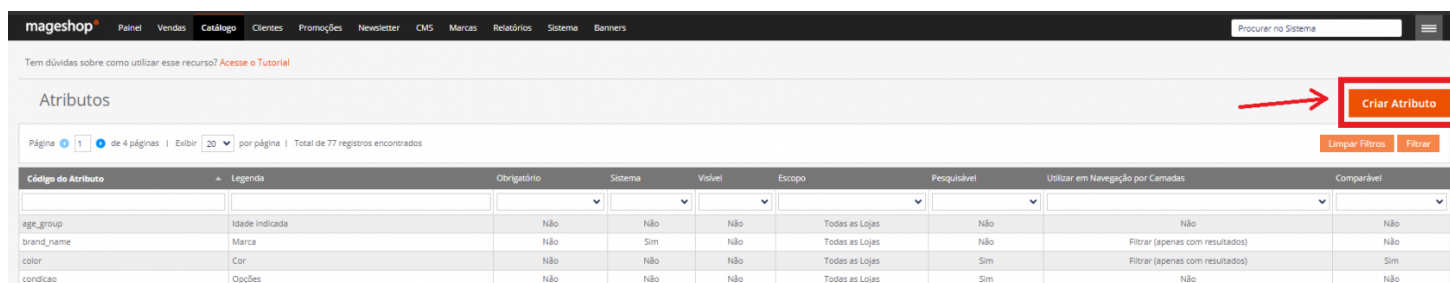 mageshop Painel Vendas Catálogo Clientes Promoções Newsletter CMS Marcas Relatórios Sistema Banners Procurar no Sistema
Tem dúvidas sobre como utilizar esse recurso? Acesse o Tutorial
Atributos Criar Atributo
Página 1 de 4 páginas | Exibir 20 por página | Total de 77 registros encontrados Limpar Filtros Filtrar
Código do Atributo Legenda Obrigatório Sistema Visível Escopo Pesquisável Utilizar em Navegação por Camadas Comparável
age_group Idade indicada Não Não Não Todas as Lojas Não Não Não
brand_name Marca Não Sim Não Todas as Lojas Não Filtrar (apenas com resultados) Não
color Cor Não Não Não Todas as Lojas Sim Filtrar (apenas com resultados) Sim
condicao Opções Não Não Não Todas as Lojas Sim Não Não